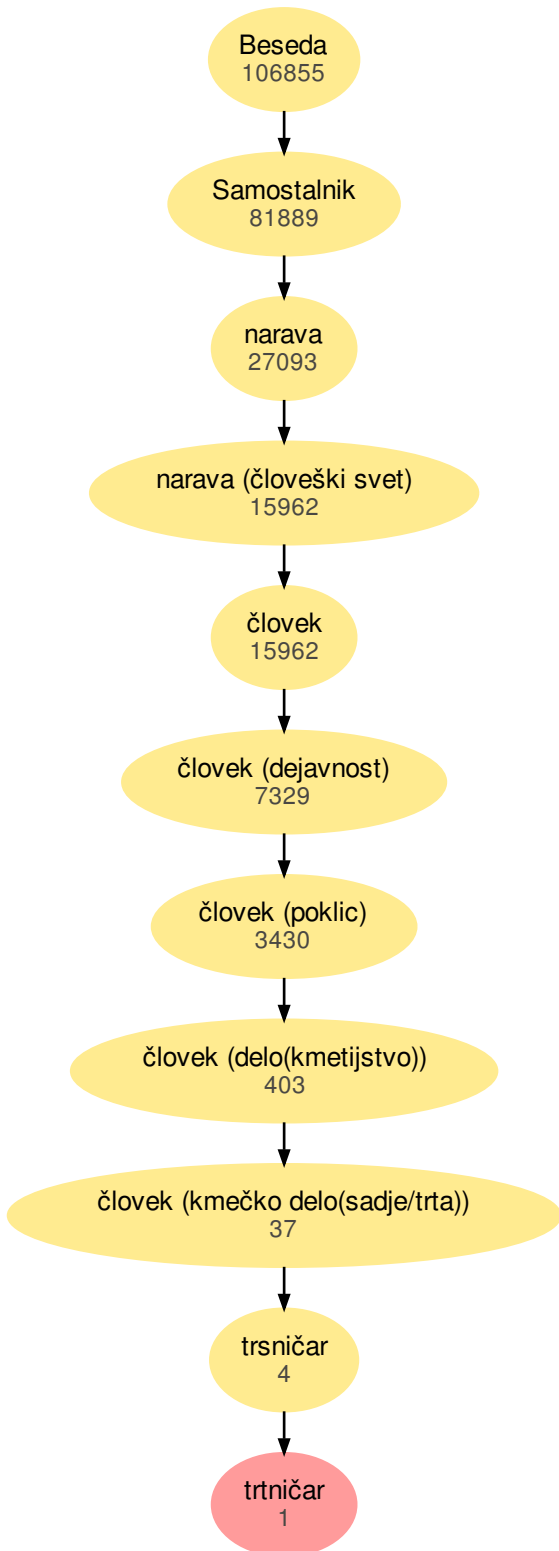 Beseda
106855
Samostalnik
81889
narava
27093
narava (človeški svet)
15962
človek
15962
človek (dejavnost)
7329
človek (poklic)
3430
človek (delo(kmetijstvo))
403
človek (kmečko delo(sadje/trta))
37
trsničar
4
trtničar
1